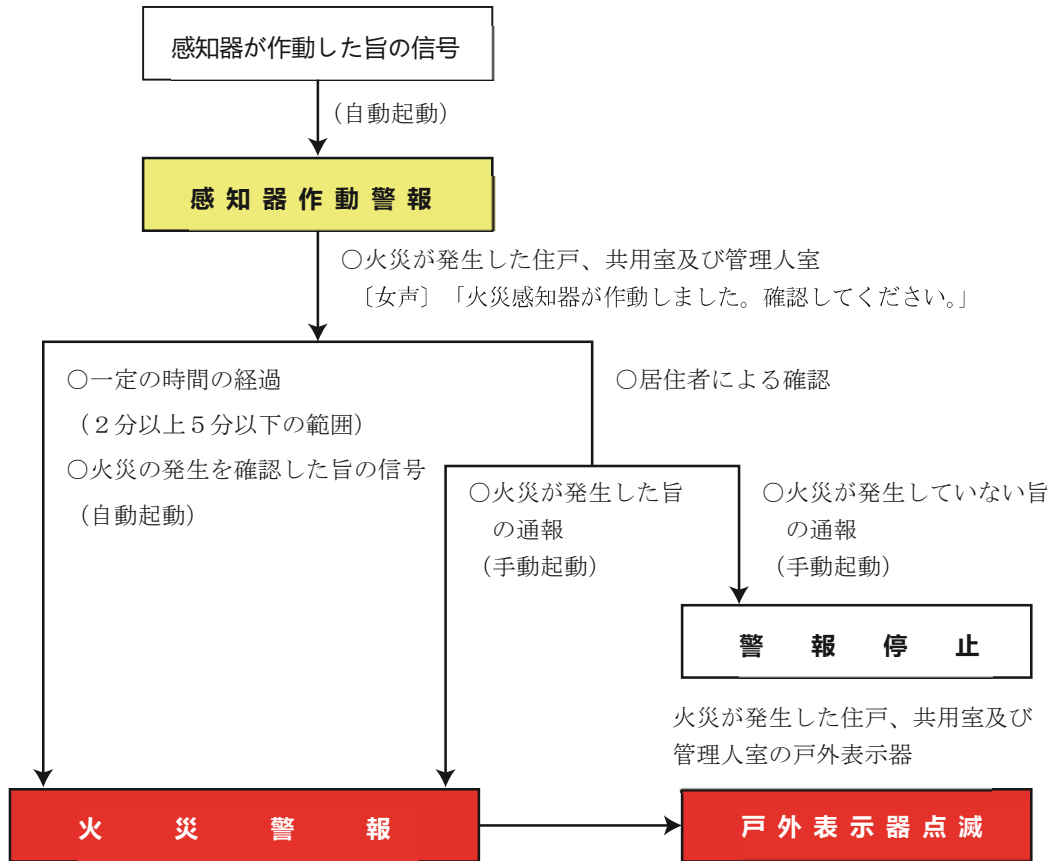 感知器が作動した旨の信号
（自動起動）
感知器作動警報
○火災が発生した住戸、共用室及び管理人室
〔女声〕「火災感知器が作動しました。確認してください。」
○一定の時間の経過
（２分以上５分以下の範囲）
○火災の発生を確認した旨の信号
（自動起動）
○居住者による確認
○火災が発生した旨
の通報
（手動起動）
○火災が発生していない旨
の通報
（手動起動）
警報停止
火災が発生した住戸、共用室及び
管理人室の戸外表示器
火災警報
戸外表示器点滅